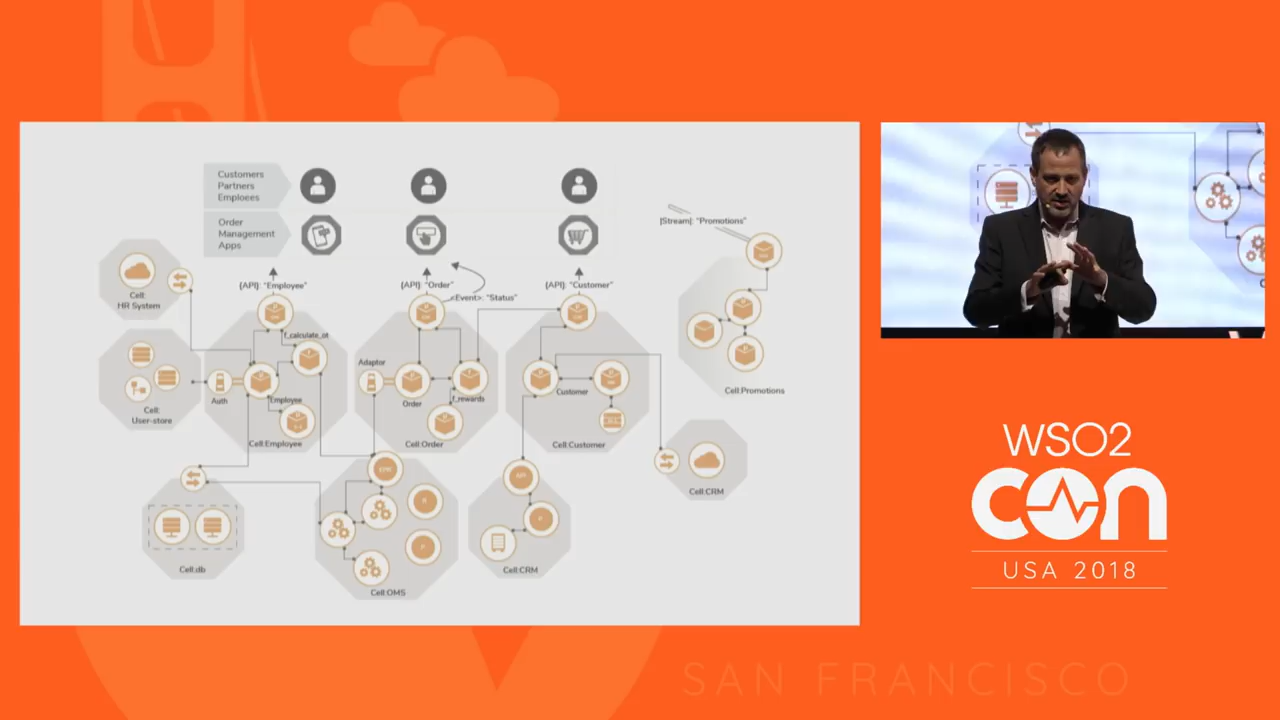 Customers
Partners
Emploees
Order
Management
Apps
|Stream|: "Promotions"
{API}: "Employee"
{API}: "Order"
{API}: "Customer"
<Event>: "Status"
Cell:
HR System
f_calculate_ot
Adaptor
Auth
Employee
Order
f_rewards
Customer
Cell:Promotions
Cell:
User-store
Cell:Employee
Cell:Order
Cell:Customer
Cell:CRM
Cell:db
Cell:OMS
API
Cell:CRM
WSO2
CON
USA 2018
SAN FRANCISCO